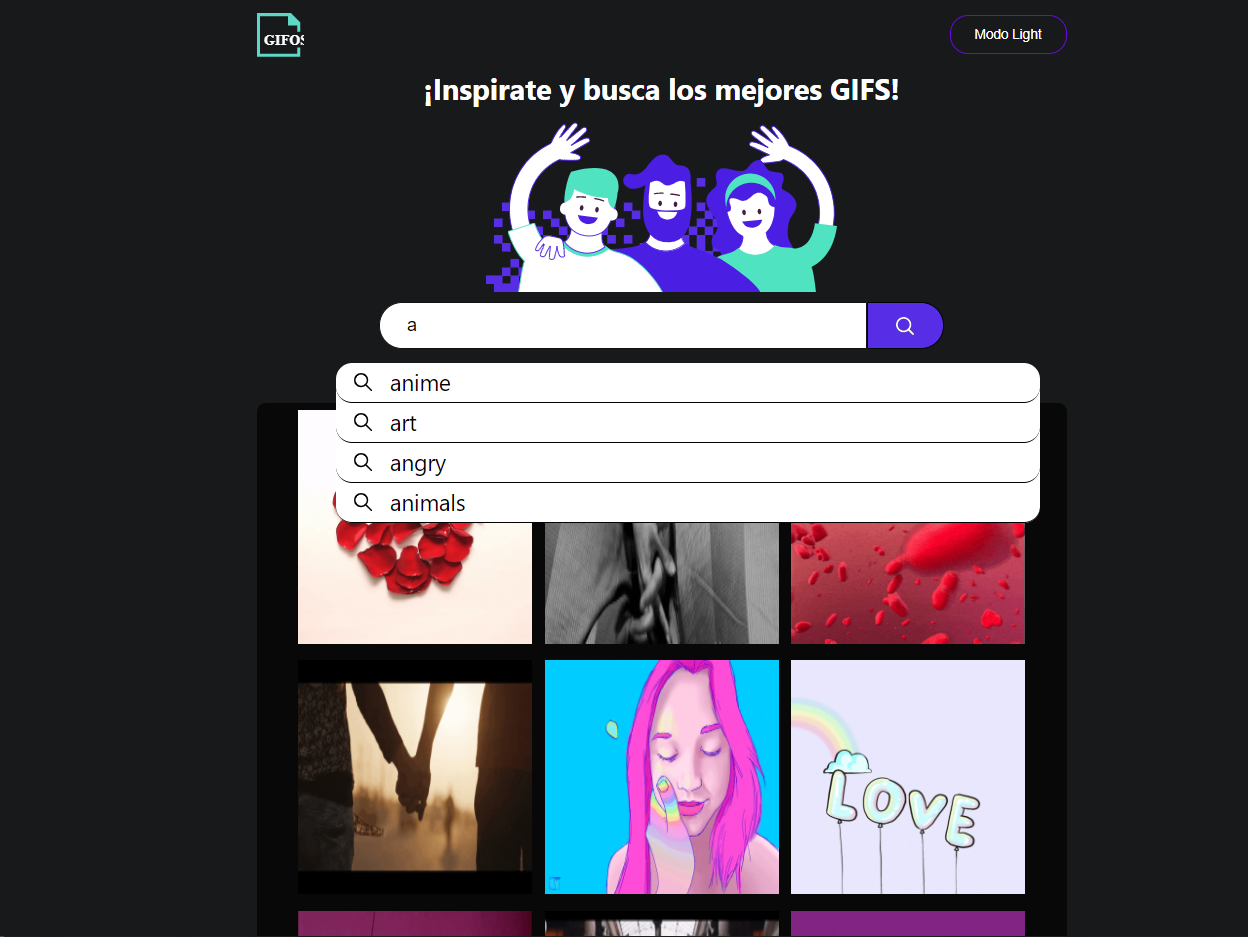 GIFOS
Modo Light
¡Inspirate y busca los mejores GIFS!
a
anime
art
angry
animals
LOVE